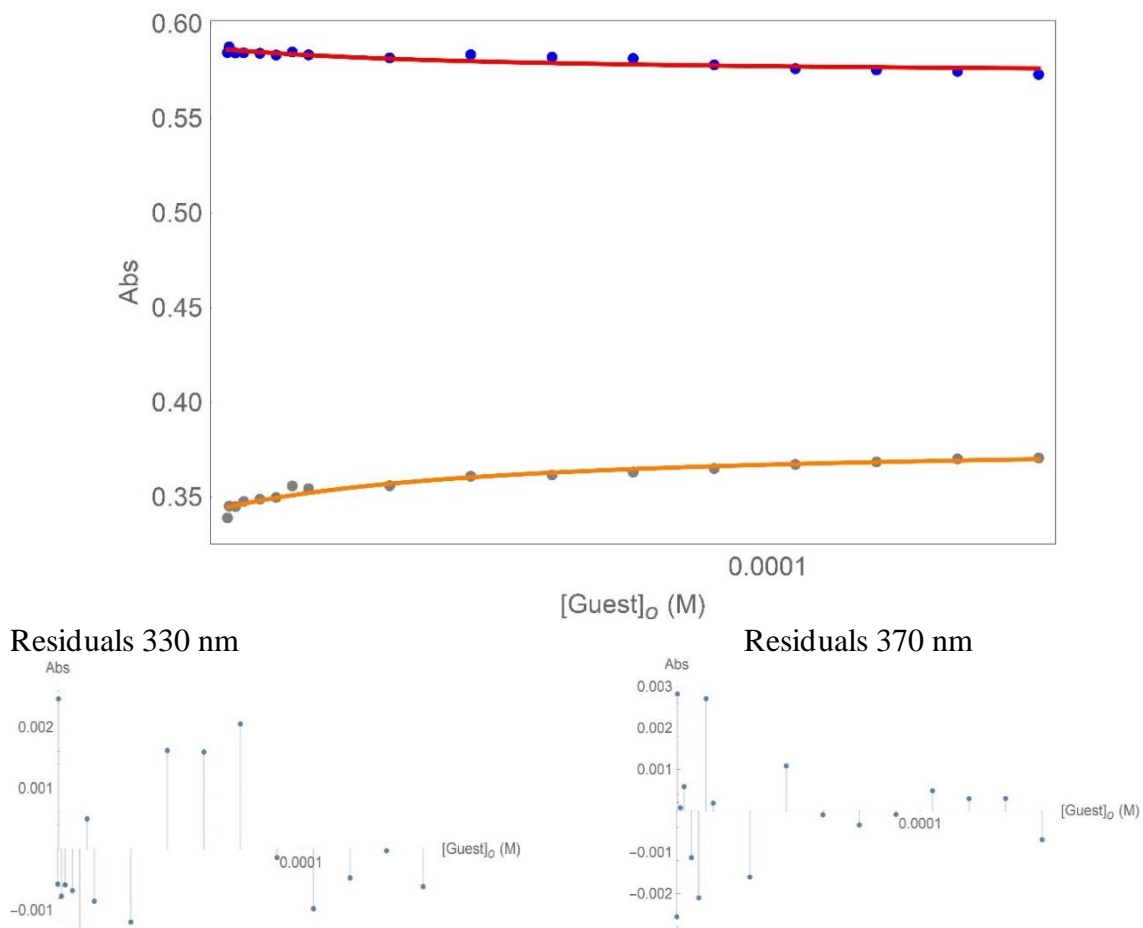 0.60
0.55
0.50
Abs
0.45
0.40
0.35
0.0001
[Guest]o (M)
Residuals 330 nm
Residuals 370 nm
Abs
0.002
0.001
0.0001
[Guest]o (M)
−0.001
Abs
0.003
0.002
0.001
0.0001
[Guest]o (M)
−0.001
−0.002